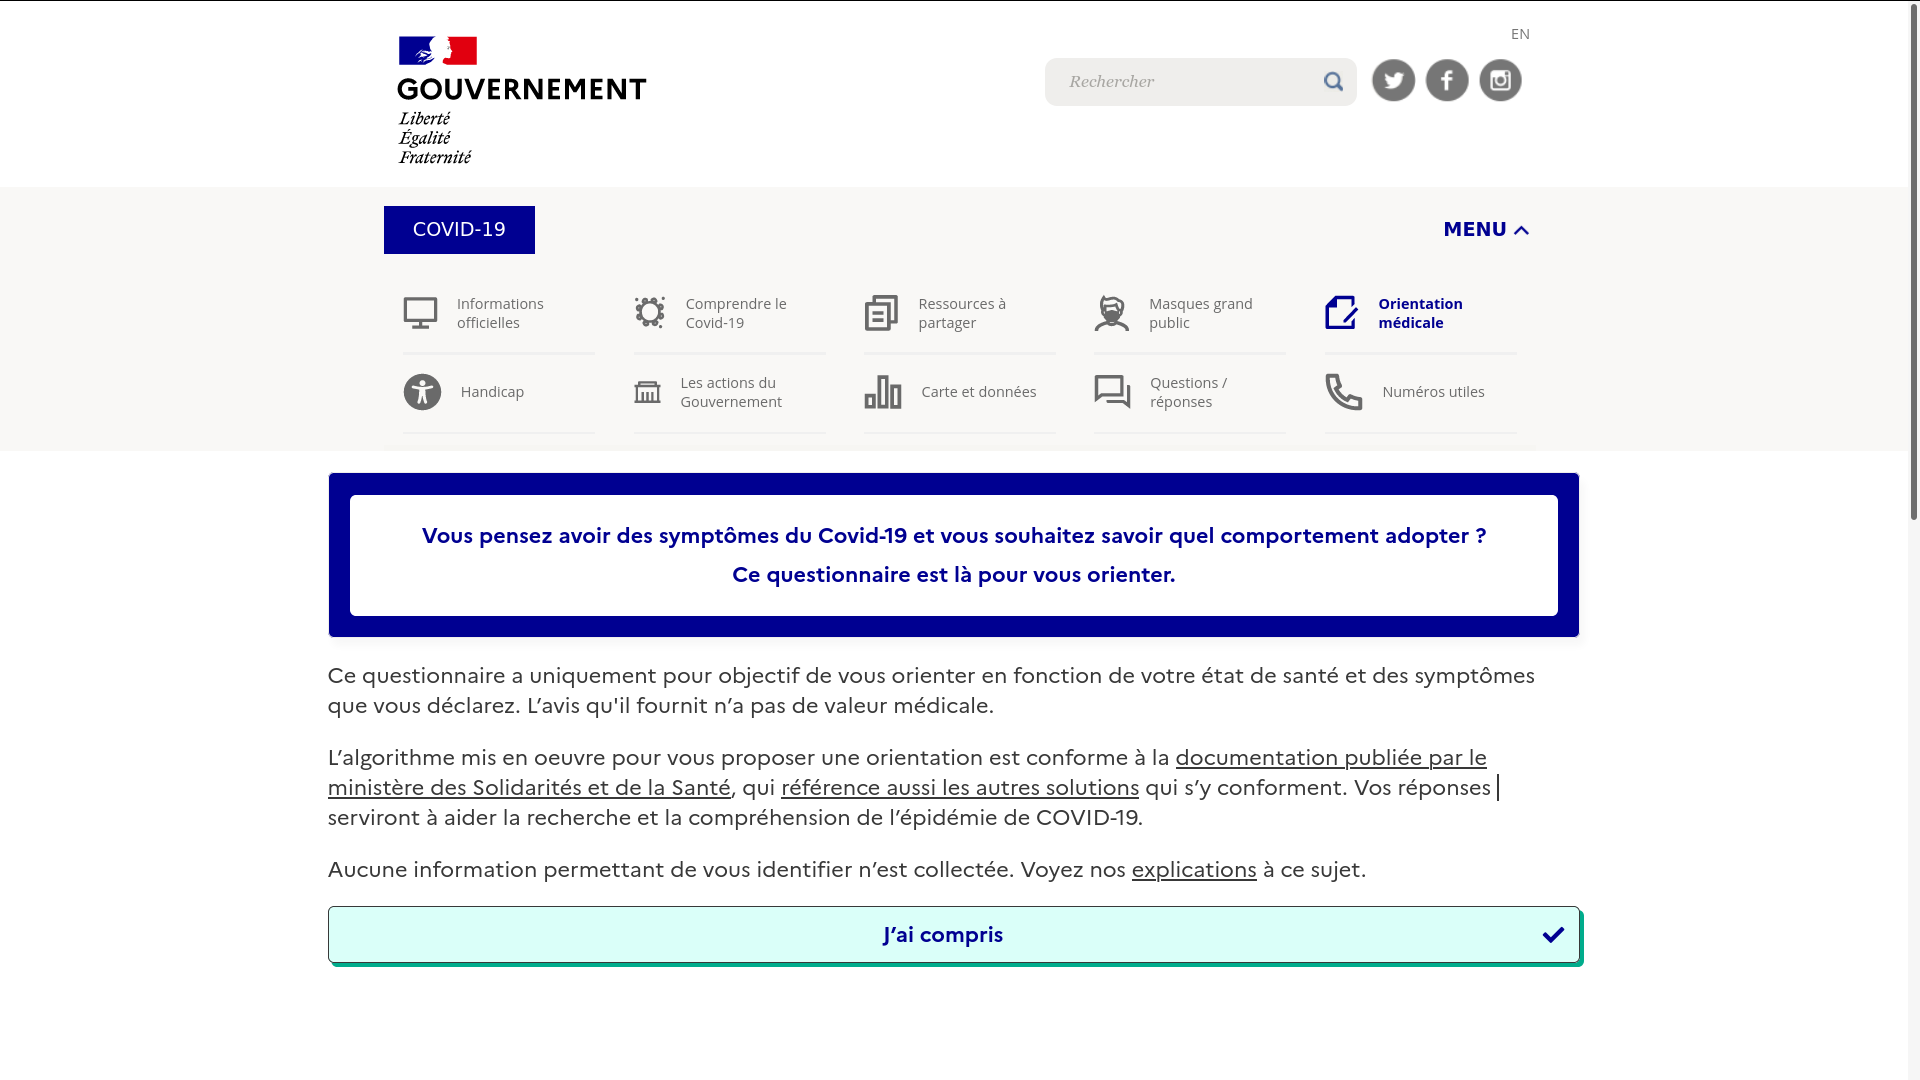 EN
GOUVERNEMENT
Liberté
Égalité
Fraternité
Rechercher
COVID-19
MENU
Informations
officielles
Comprendre le
Covid-19
Ressources à
partager
Masques grand
public
Orientation
médicale
Handicap
Les actions du
Gouvernement
Carte et données
Questions /
réponses
Numéros utiles
Vous pensez avoir des symptômes du Covid-19 et vous souhaitez savoir quel comportement adopter ?
Ce questionnaire est là pour vous orienter.
Ce questionnaire a uniquement pour objectif de vous orienter en fonction de votre état de santé et des symptômes
que vous déclarez. L’avis qu'il fournit n’a pas de valeur médicale.
L’algorithme mis en oeuvre pour vous proposer une orientation est conforme à la documentation publiée par le
ministère des Solidarités et de la Santé, qui référence aussi les autres solutions qui s’y conforment. Vos réponses
serviront à aider la recherche et la compréhension de l’épidémie de COVID-19.
Aucune information permettant de vous identifier n’est collectée. Voyez nos explications à ce sujet.
J’ai compris